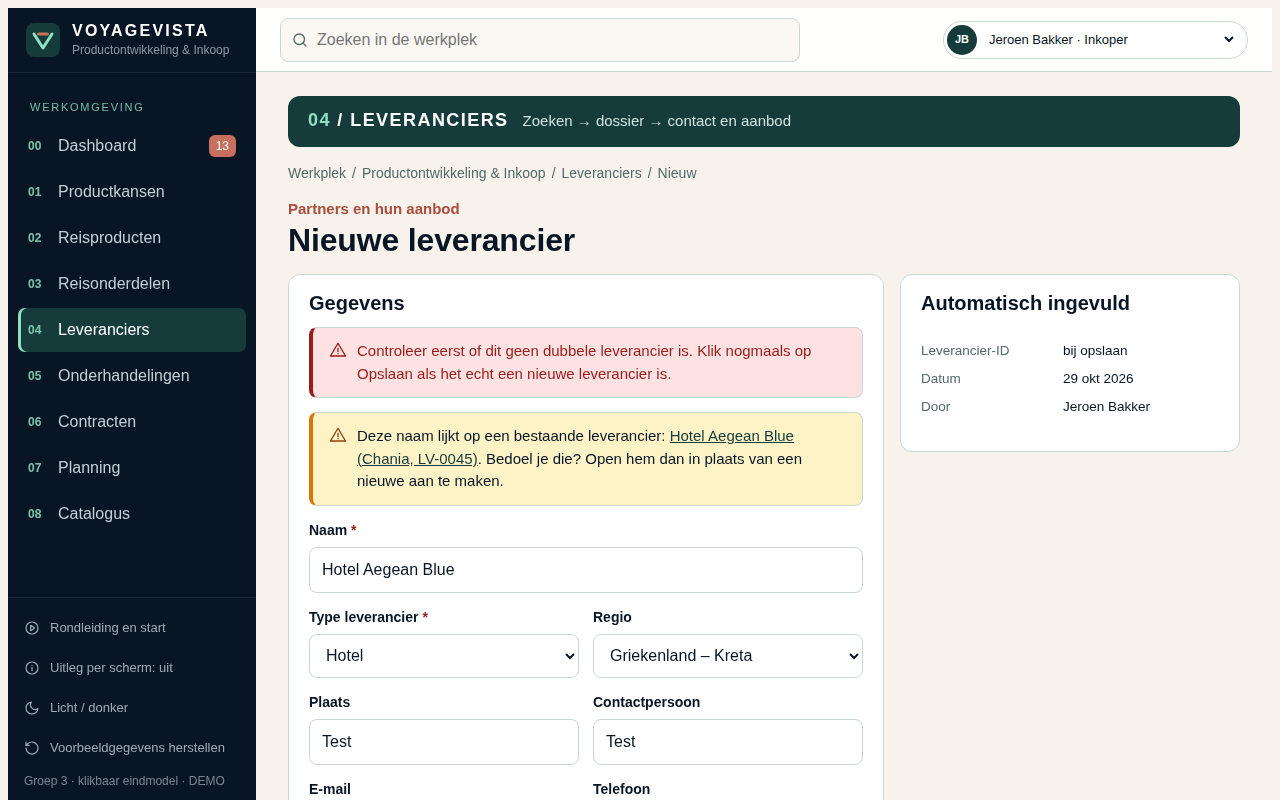 VOYAGEVISTA
Productontwikkeling & Inkoop
Zoeken in de werkplek
JB
Jeroen Bakker · Inkoper
WERKOMGEVING
00 Dashboard 13
01 Productkansen
02 Reisproducten
03 Reisonderdelen
04 Leveranciers
05 Onderhandelingen
06 Contracten
07 Planning
08 Catalogus
Rondleiding en start
Uitleg per scherm: uit
Licht / donker
Voorbeeldgegevens herstellen
Groep 3 · klikbaar eindmodel · DEMO
04 / LEVERANCIERS Zoeken → dossier → contact en aanbod
Werkplek / Productontwikkeling & Inkoop / Leveranciers / Nieuw
Partners en hun aanbod
Nieuwe leverancier
Gegevens
Controleer eerst of dit geen dubbele leverancier is. Klik nogmaals op
Opslaan als het echt een nieuwe leverancier is.
Deze naam lijkt op een bestaande leverancier: Hotel Aegean Blue
(Chania, LV-0045). Bedoel je die? Open hem dan in plaats van een
nieuwe aan te maken.
Naam *
Hotel Aegean Blue
Type leverancier * Regio
Hotel Griekenland – Kreta
Plaats Contactpersoon
Test Test
E-mail Telefoon
Automatisch ingevuld
Leverancier-ID bij opslaan
Datum 29 okt 2026
Door Jeroen Bakker